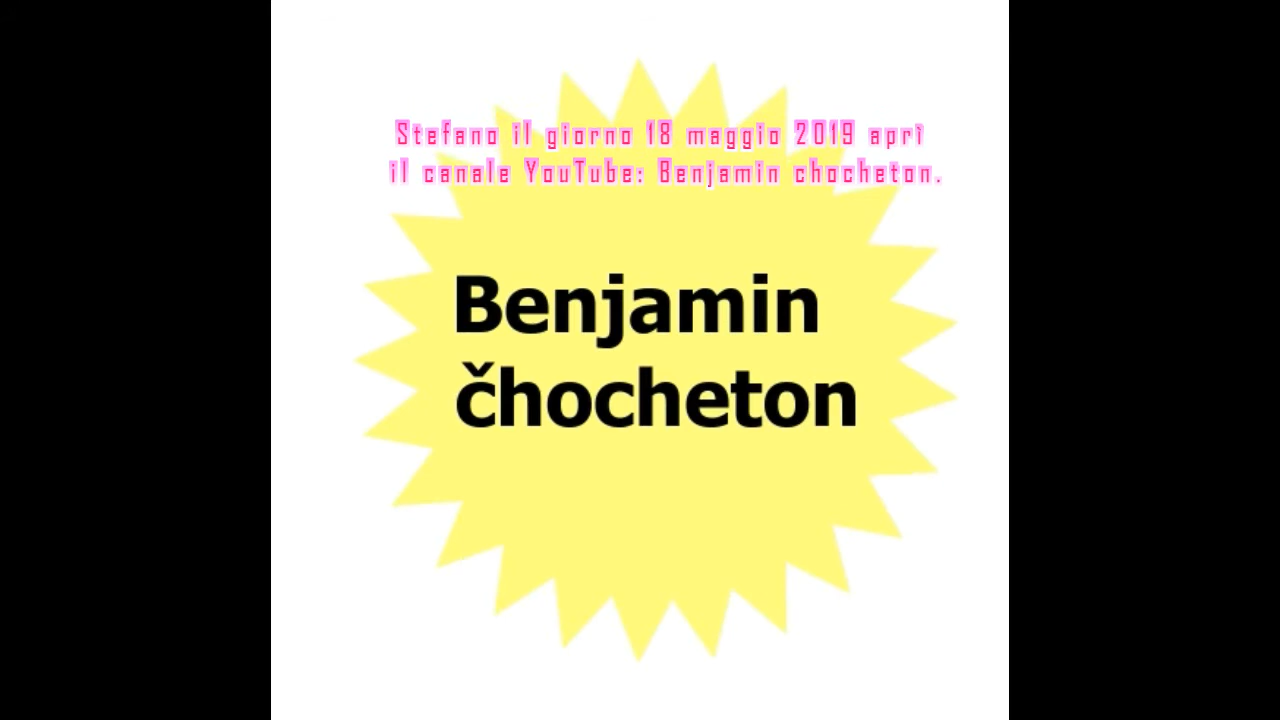 Stefano il giorno 18 maggio 2019 aprì
il canale YouTube: Benjamin chocheton.
Benjamin
čhocheton